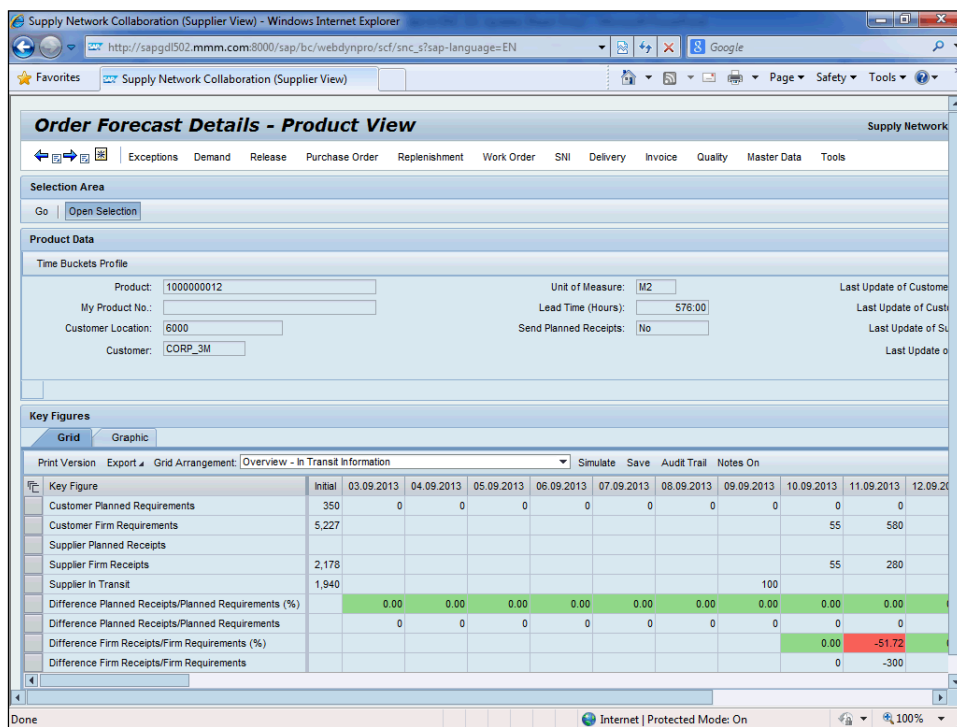 Supply Network Collaboration (Supplier View) - Windows Internet Explorer
http://sapgdl502.mmm.com:8000/sap/bc/webdynpro/scf/snc_s?sap-language=EN
Google
Favorites Supply Network Collaboration (Supplier View) Page Safety Tools
Order Forecast Details - Product View Supply Network
Exceptions Demand Release Purchase Order Replenishment Work Order SNI Delivery Invoice Quality Master Data Tools
Selection Area
Go Open Selection
Product Data
Time Buckets Profile
Product: 1000000012 Unit of Measure: M2 Last Update of Custome
My Product No.: Lead Time (Hours): 576:00 Last Update of Cust
Customer Location: 6000 Send Planned Receipts: No Last Update of Su
Customer: CORP_3M Last Update o
Key Figures
Grid Graphic
Print Version Export Grid Arrangement: Overview - In Transit Information Simulate Save Audit Trail Notes On
Key Figure Initial 03.09.2013 04.09.2013 05.09.2013 06.09.2013 07.09.2013 08.09.2013 09.09.2013 10.09.2013 11.09.2013 12.09.20
Customer Planned Requirements 350 0 0 0 0 0 0 0 0 0
Customer Firm Requirements 5,227 55 580
Supplier Planned Receipts
Supplier Firm Receipts 2,178 55 280
Supplier In Transit 1,940 100
Difference Planned Receipts/Planned Requirements (%) 0.00 0.00 0.00 0.00 0.00 0.00 0.00 0.00 0.00
Difference Planned Receipts/Planned Requirements 0 0 0 0 0 0 0 0 0
Difference Firm Receipts/Firm Requirements (%) 0.00 -51.72
Difference Firm Receipts/Firm Requirements 0 -300
Done Internet | Protected Mode: On 100%